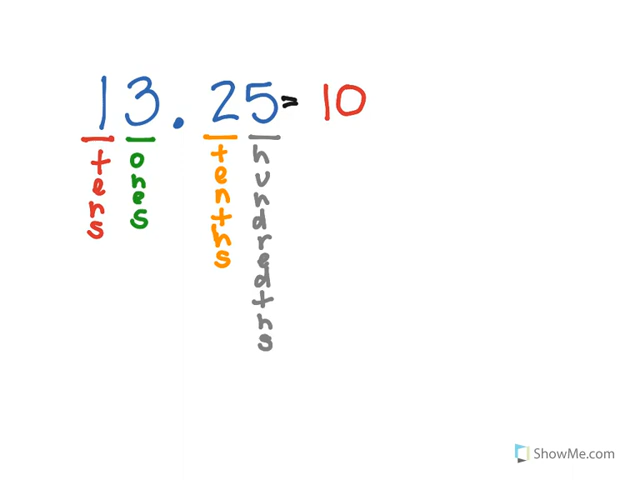 13.25 = 10
tens
ones
tenths
hundredths
ShowMe.com